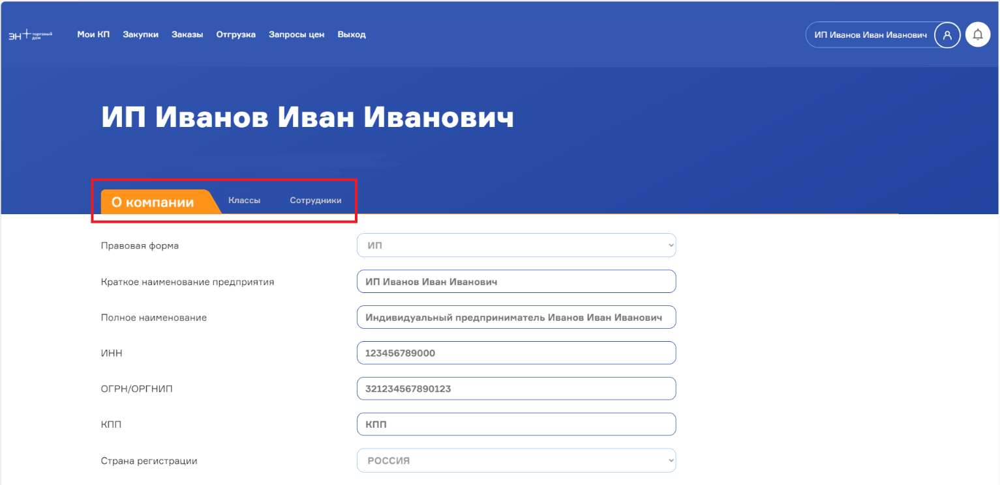 ЭН+ торговый дом
Мои КП Закупки Заказы Отгрузка Запросы цен Выход
ИП Иванов Иван Иванович
ИП Иванов Иван Иванович
О компании Классы Сотрудники
Правовая форма ИП
Краткое наименование предприятия ИП Иванов Иван Иванович
Полное наименование Индивидуальный предприниматель Иванов Иван Иванович
ИНН 123456789000
ОГРН/ОРГНИП 321234567890123
КПП КПП
Страна регистрации РОССИЯ